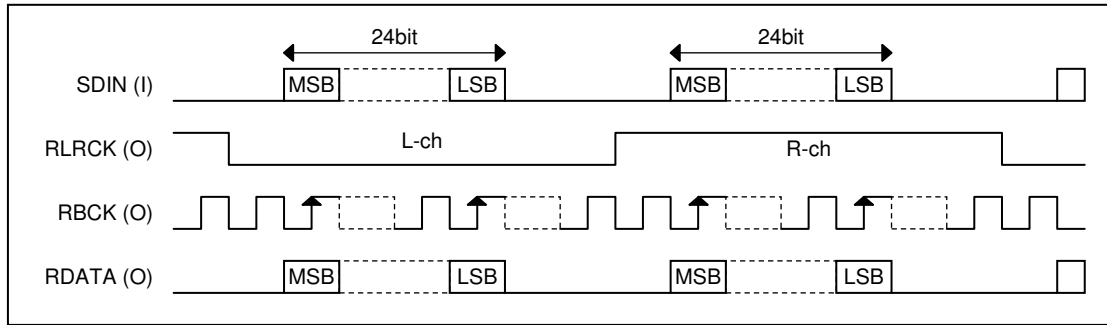 24bit 24bit
SDIN (I) MSB LSB MSB LSB
RLRCK (O) L-ch R-ch
RBCK (O)
RDATA (O) MSB LSB MSB LSB